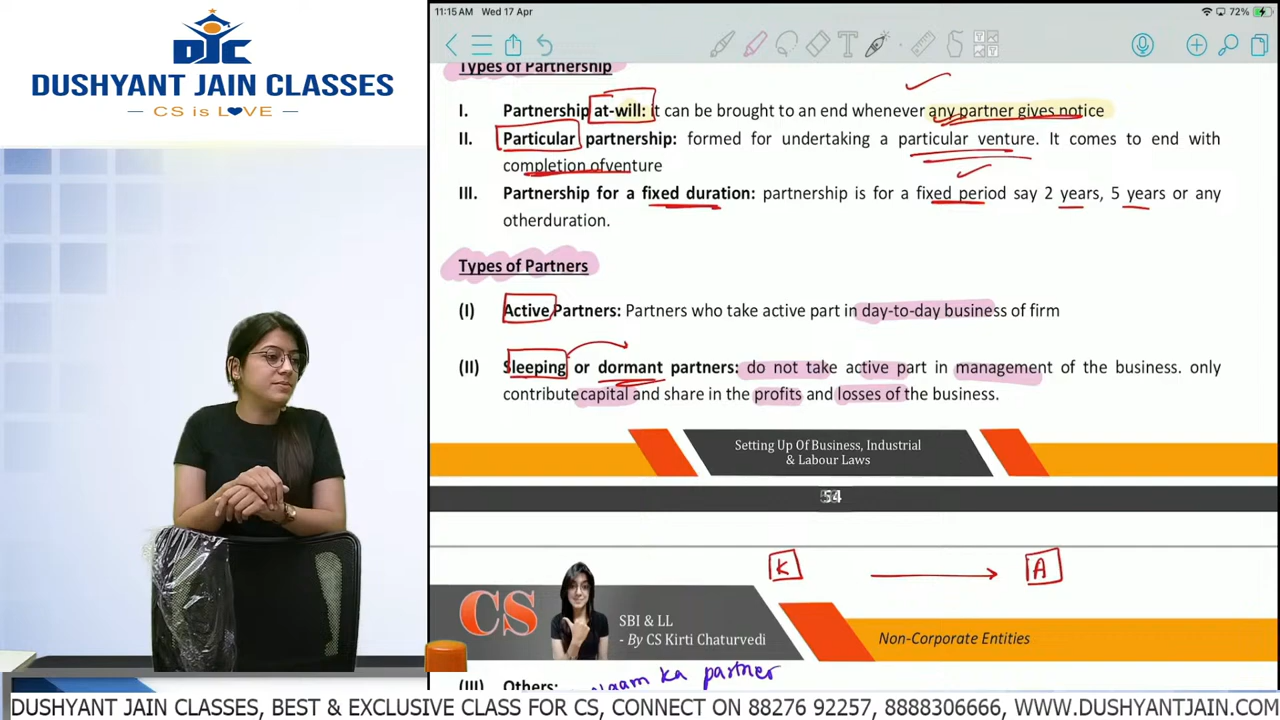 DJC
DUSHYANT JAIN CLASSES
CS is L♥VE
11:15 AM Wed 17 Apr
72%
Types of Partnership
I. Partnership at-will: it can be brought to an end whenever any partner gives notice
II. Particular partnership: formed for undertaking a particular venture. It comes to end with
completion ofventure
III. Partnership for a fixed duration: partnership is for a fixed period say 2 years, 5 years or any
otherduration.
Types of Partners
(I) Active Partners: Partners who take active part in day-to-day business of firm
(II) Sleeping or dormant partners: do not take active part in management of the business. only
contributecapital and share in the profits and losses of the business.
Setting Up Of Business, Industrial
& Labour Laws
54
K A
CS
SBI & LL
- By CS Kirti Chaturvedi
Non-Corporate Entities
(III) Others: naam ka partner
DUSHYANT JAIN CLASSES, BEST & EXCLUSIVE CLASS FOR CS, CONNECT ON 88276 92257, 8888306666, WWW.DUSHYANTJAIN.COM